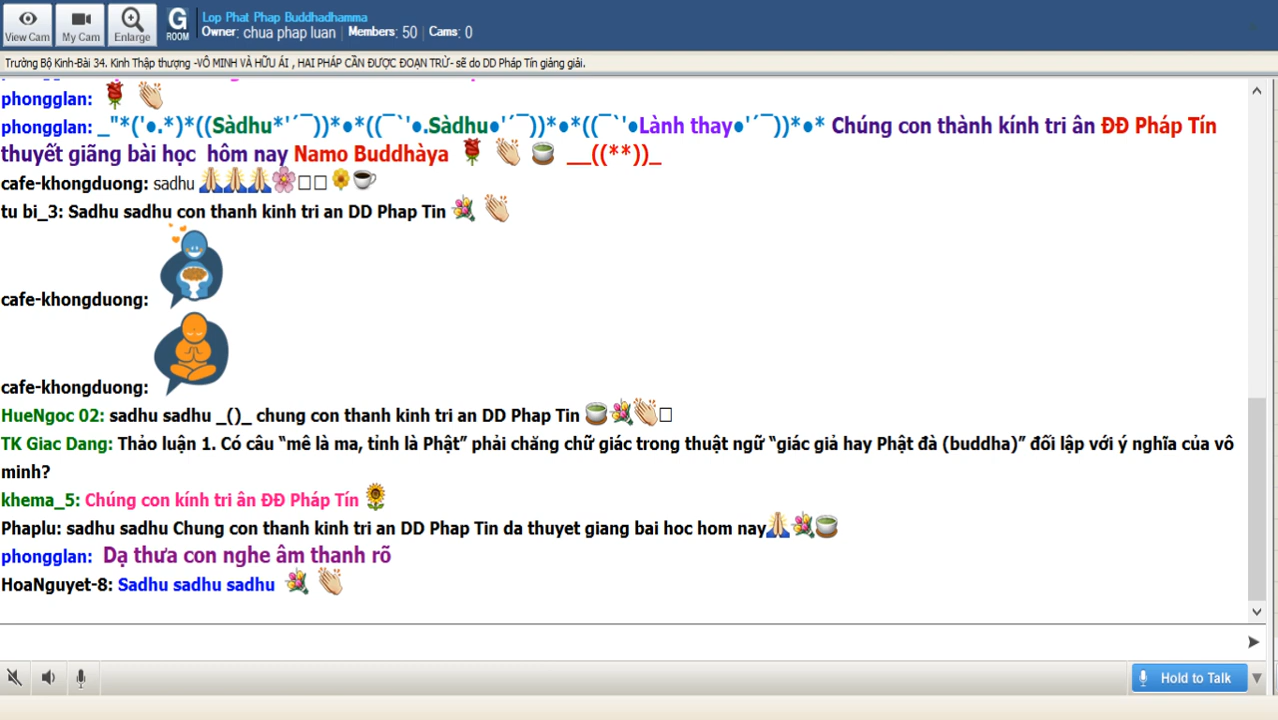 View Cam
My Cam
Enlarge
G ROOM
Lop Phat Phap Buddhadhamma
Owner: chua phap luan | Members: 50 | Cams: 0
Trường Bộ Kinh-Bài 34. Kinh Thập thượng -VÔ MINH VÀ HỮU ÁI , HAI PHÁP CẦN ĐƯỢC ĐOẠN TRỪ- sẽ do DD Pháp Tín giảng giải.
phongglan: 🌹 👏
phongglan: _"*('●.*)*((Sàdhu*'´¯))*●*((¯`'●.Sàdhu●'´¯))*●*((¯`'●Lành thay●'´¯))*●* Chúng con thành kính tri ân ĐĐ Pháp Tín
thuyết giãng bài học hôm nay Namo Buddhàya 🌹 👏 🍵 __((**))_
cafe-khongduong: sadhu 🙏🙏🙏🌸□□ 🌼☕
tu bi_3: Sadhu sadhu con thanh kinh tri an DD Phap Tin 💐 👏
cafe-khongduong:
cafe-khongduong:
HueNgoc 02: sadhu sadhu _()_ chung con thanh kinh tri an DD Phap Tin 🍵💐👏□
TK Giac Dang: Thảo luận 1. Có câu “mê là ma, tỉnh là Phật” phải chăng chữ giác trong thuật ngữ “giác giả hay Phật đà (buddha)” đối lập với ý nghĩa của vô
minh?
khema_5: Chúng con kính tri ân ĐĐ Pháp Tín 🌻
Phaplu: sadhu sadhu Chung con thanh kinh tri an DD Phap Tin da thuyet giang bai hoc hom nay🙏💐🍵
phongglan: Dạ thưa con nghe âm thanh rõ
HoaNguyet-8: Sadhu sadhu sadhu 💐 👏
Hold to Talk